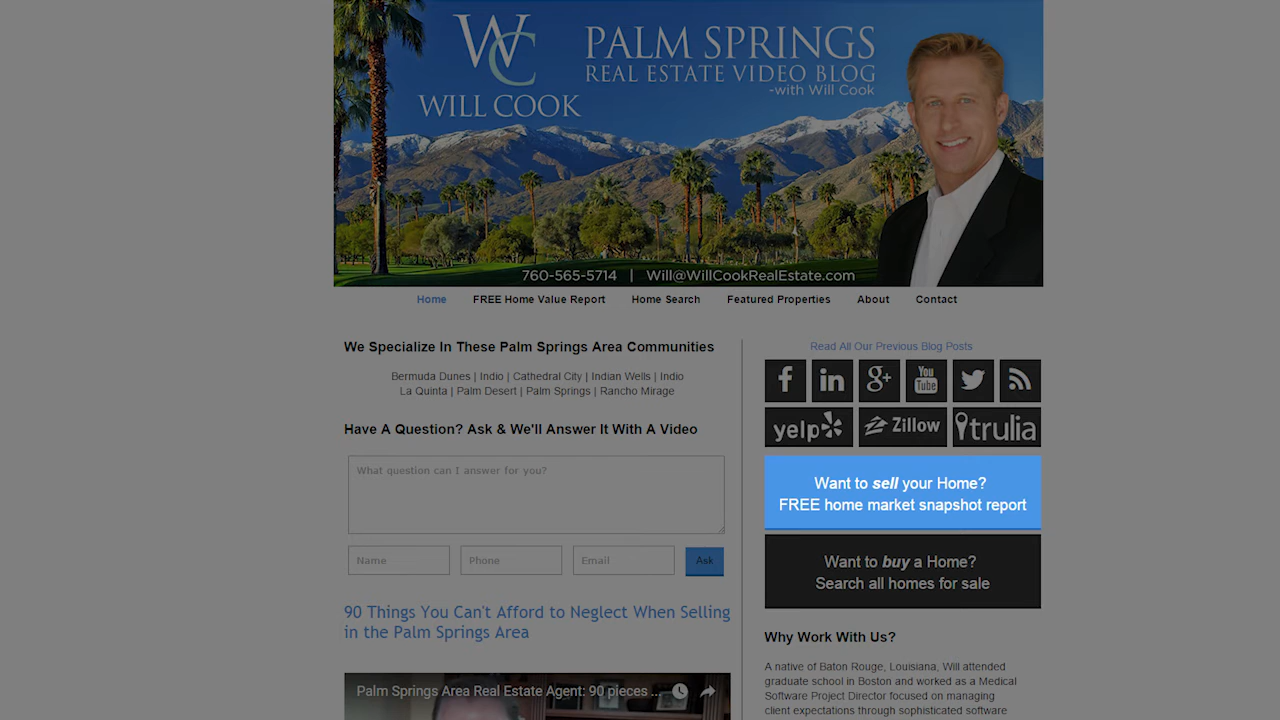 WC
WILL COOK
PALM SPRINGS
REAL ESTATE VIDEO BLOG
-with Will Cook
760-565-5714 | Will@WillCookRealEstate.com
Home FREE Home Value Report Home Search Featured Properties About Contact
We Specialize In These Palm Springs Area Communities
Bermuda Dunes | Indio | Cathedral City | Indian Wells | Indio
La Quinta | Palm Desert | Palm Springs | Rancho Mirage
Have A Question? Ask & We'll Answer It With A Video
What question can I answer for you?
Name Phone Email Ask
90 Things You Can't Afford to Neglect When Selling
in the Palm Springs Area
Palm Springs Area Real Estate Agent: 90 pieces ...
Read All Our Previous Blog Posts
f in g+ You Tube
yelp Zillow trulia
Want to sell your Home?
FREE home market snapshot report
Want to buy a Home?
Search all homes for sale
Why Work With Us?
A native of Baton Rouge, Louisiana, Will attended
graduate school in Boston and worked as a Medical
Software Project Director focused on managing
client expectations through sophisticated software